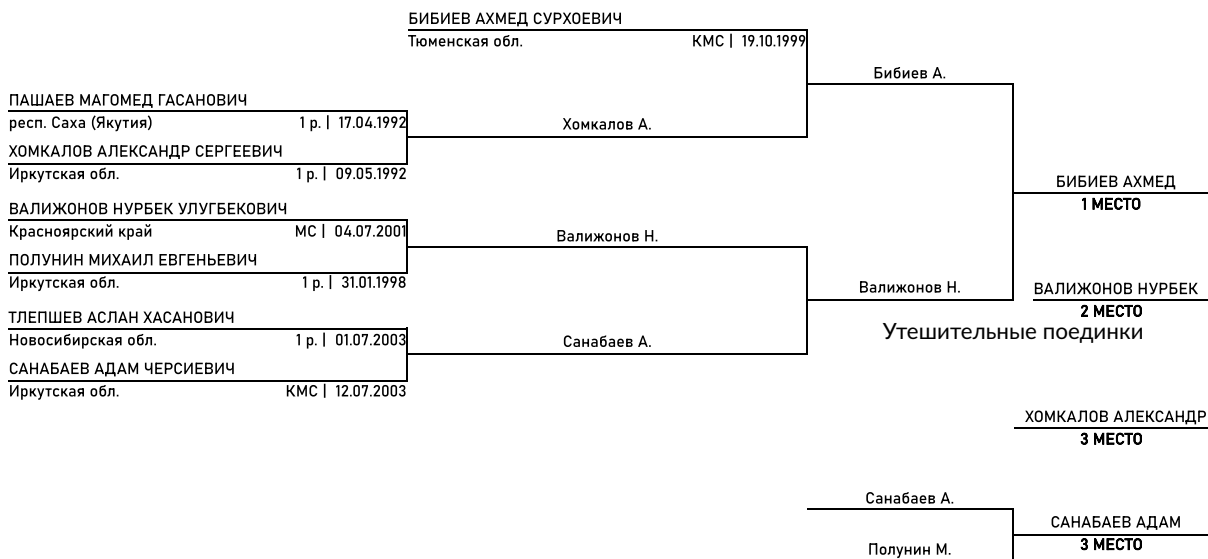 БИБИЕВ АХМЕД СУРХОЕВИЧ
Тюменская обл. КМС | 19.10.1999
Бибиев А.
ПАШАЕВ МАГОМЕД ГАСАНОВИЧ
респ. Саха (Якутия) 1 р. | 17.04.1992
Хомкалов А.
ХОМКАЛОВ АЛЕКСАНДР СЕРГЕЕВИЧ
Иркутская обл. 1 р. | 09.05.1992
БИБИЕВ АХМЕД
1 МЕСТО
ВАЛИЖОНОВ НУРБЕК УЛУГБЕКОВИЧ
Красноярский край МС | 04.07.2001
Валижонов Н.
ПОЛУНИН МИХАИЛ ЕВГЕНЬЕВИЧ
Иркутская обл. 1 р. | 31.01.1998
Валижонов Н.
ВАЛИЖОНОВ НУРБЕК
2 МЕСТО
ТЛЕПШЕВ АСЛАН ХАСАНОВИЧ
Новосибирская обл. 1 р. | 01.07.2003
Санабаев А.
Утешительные поединки
САНАБАЕВ АДАМ ЧЕРСИЕВИЧ
Иркутская обл. КМС | 12.07.2003
ХОМКАЛОВ АЛЕКСАНДР
3 МЕСТО
Санабаев А.
САНАБАЕВ АДАМ
3 МЕСТО
Полунин М.